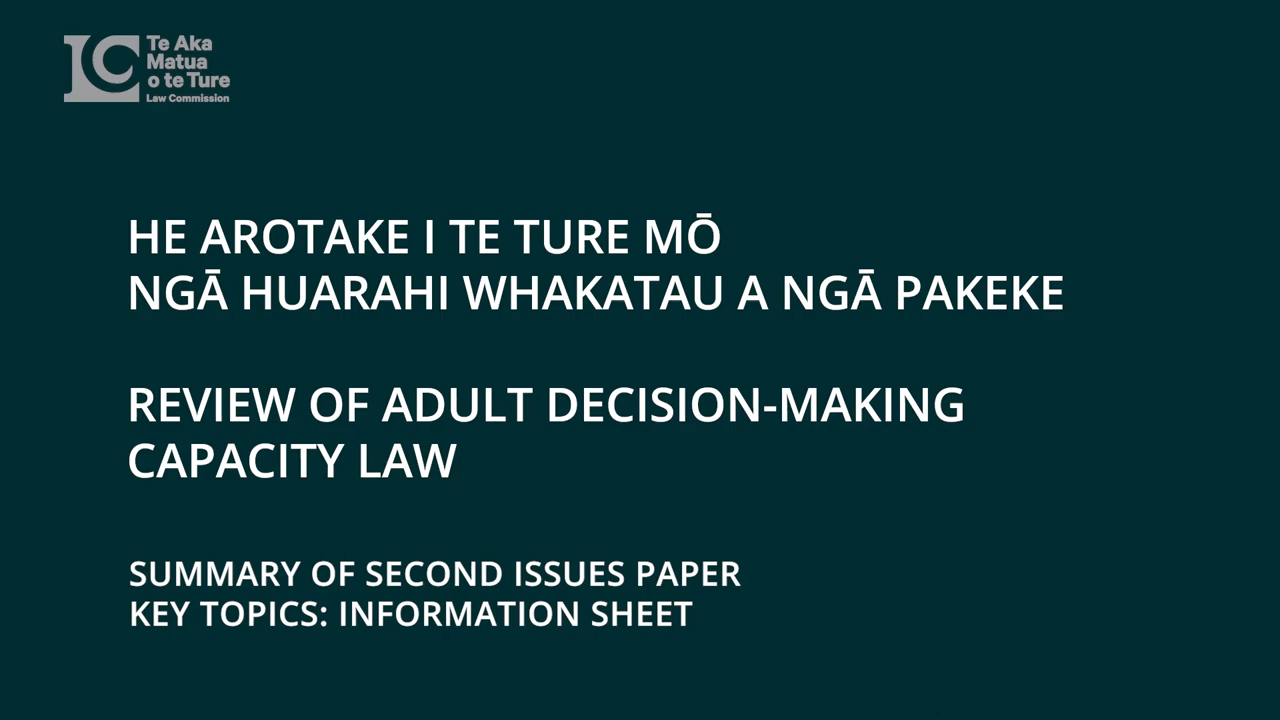 Te Aka
Matua
o te Ture
Law Commission
HE AROTAKE I TE TURE MŌ
NGĀ HUARAHI WHAKATAU A NGĀ PAKEKE
REVIEW OF ADULT DECISION-MAKING
CAPACITY LAW
SUMMARY OF SECOND ISSUES PAPER
KEY TOPICS: INFORMATION SHEET